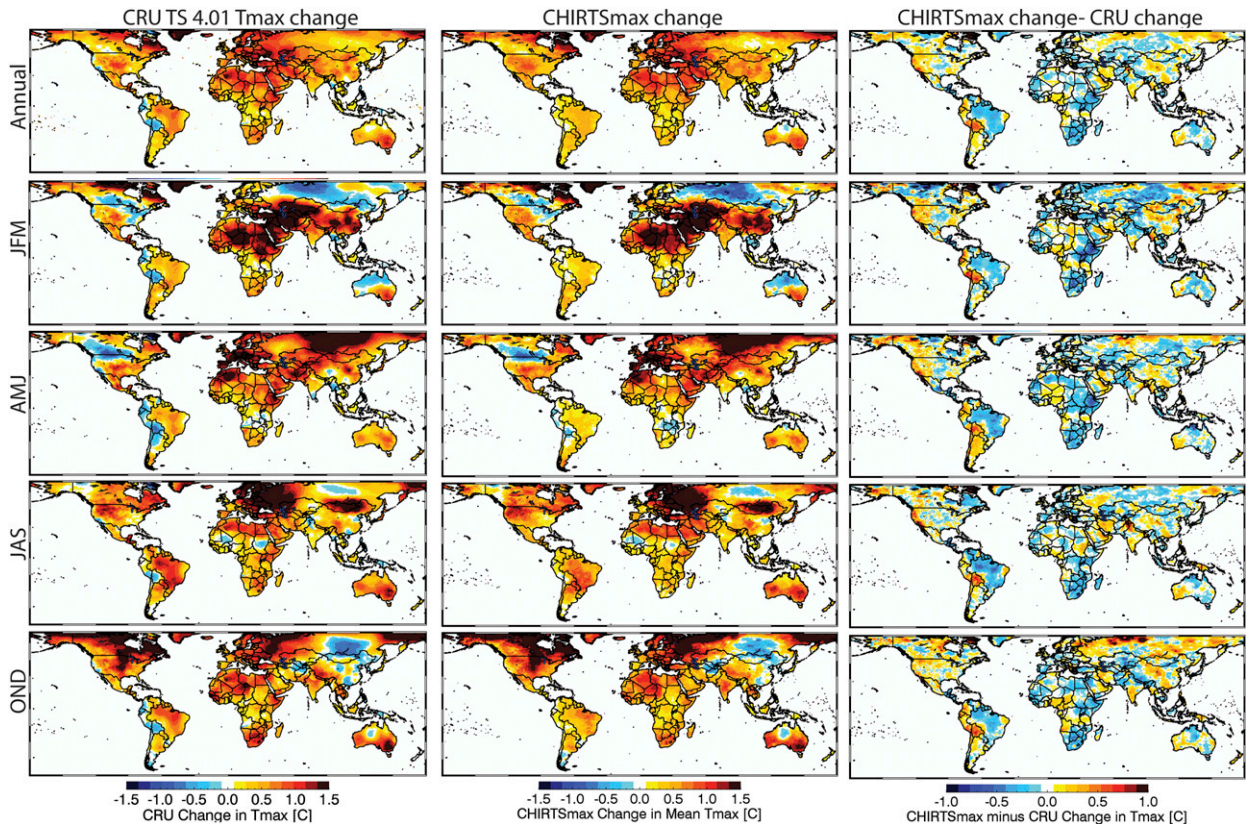 CRU TS 4.01 Tmax change
CHIRTSmax change
CHIRTSmax change- CRU change
Annual
JFM
AMJ
JAS
OND
-1.5 -1.0 -0.5 0.0 0.5 1.0 1.5
CRU Change in Tmax [C]
-1.5 -1.0 -0.5 0.0 0.5 1.0 1.5
CHIRTSmax Change in Mean Tmax [C]
-1.0 -0.5 0.0 0.5 1.0
CHIRTSmax minus CRU Change in Tmax [C]